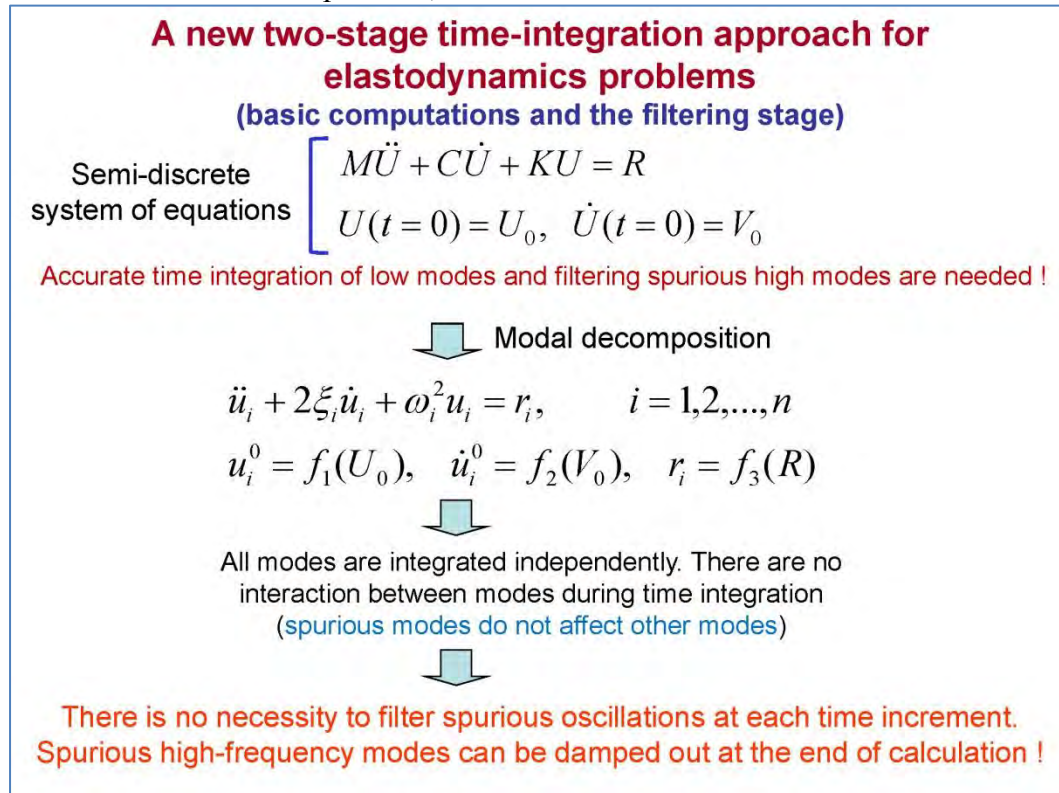 A new two-stage time-integration approach for
elastodynamics problems
(basic computations and the filtering stage)
Semi-discrete
system of equations
MÜ + CU̇ + KU = R
U(t = 0) = U₀, U̇(t = 0) = V₀
Accurate time integration of low modes and filtering spurious high modes are needed !
Modal decomposition
üᵢ + 2ξᵢu̇ᵢ + ωᵢ²uᵢ = rᵢ, i = 1,2,...,n
uᵢ⁰ = f₁(U₀), u̇ᵢ⁰ = f₂(V₀), rᵢ = f₃(R)
All modes are integrated independently. There are no
interaction between modes during time integration
(spurious modes do not affect other modes)
There is no necessity to filter spurious oscillations at each time increment.
Spurious high-frequency modes can be damped out at the end of calculation !